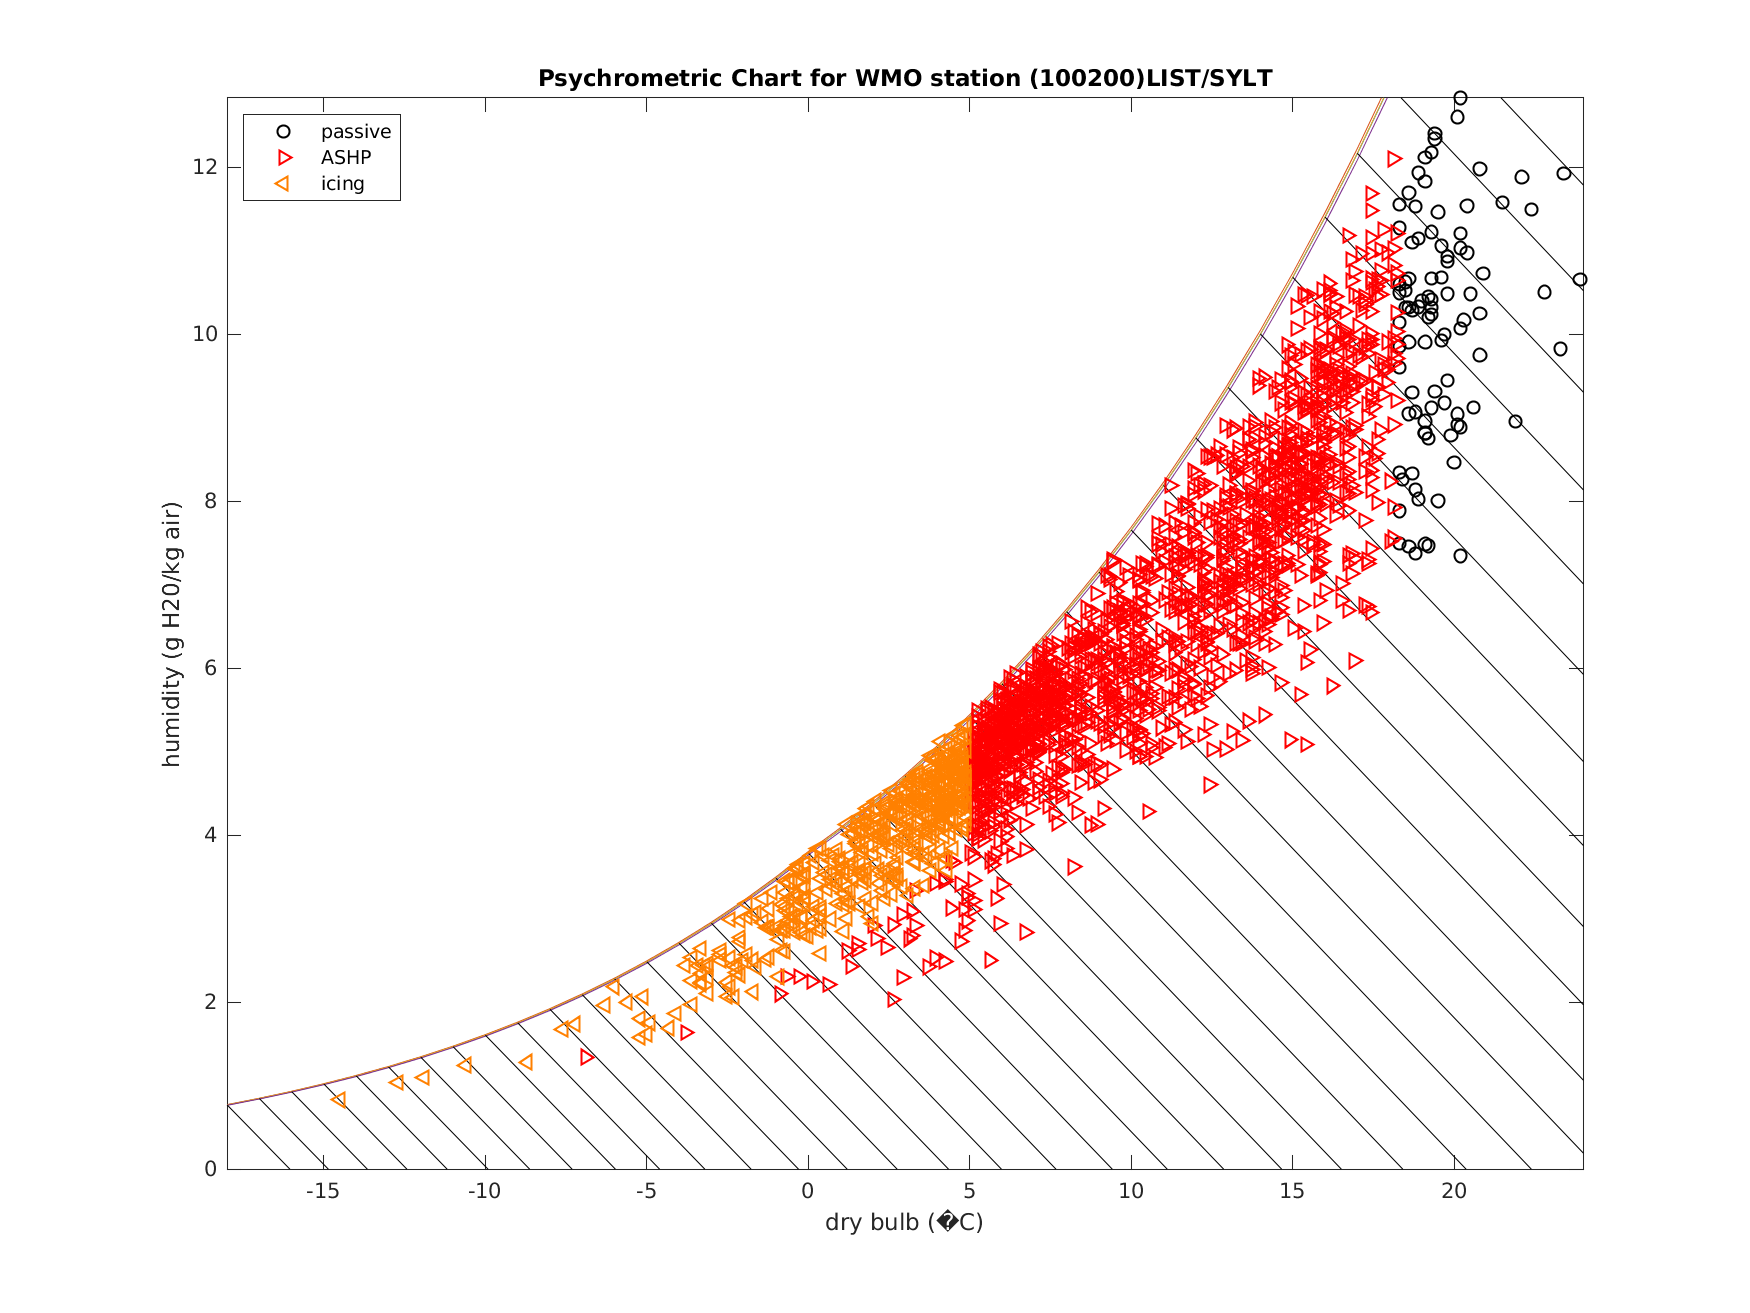 Psychrometric Chart for WMO station (100200)LIST/SYLT
passive
ASHP
icing
humidity (g H20/kg air)
12
10
8
6
4
2
0
-15 -10 -5 0 5 10 15 20
dry bulb (�C)